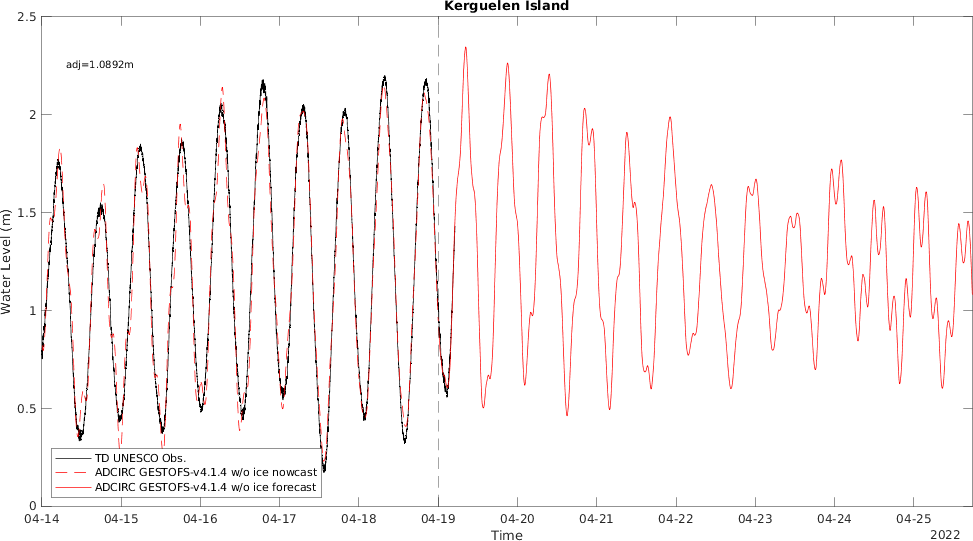 Kerguelen Island
2.5
adj=1.0892m
2
1.5
Water Level (m)
1
0.5
TD UNESCO Obs.
ADCIRC GESTOFS-v4.1.4 w/o ice nowcast
ADCIRC GESTOFS-v4.1.4 w/o ice forecast
0
04-14 04-15 04-16 04-17 04-18 04-19 04-20 04-21 04-22 04-23 04-24 04-25
Time
2022